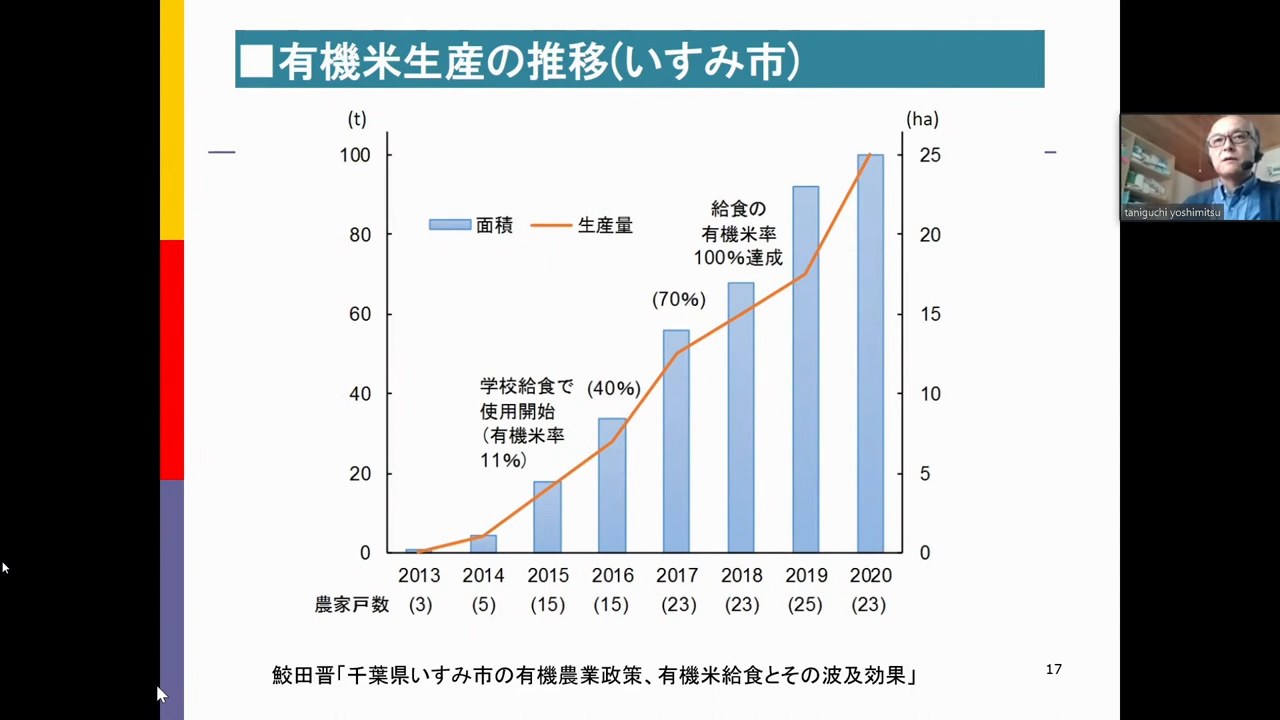 ■有機米生産の推移(いすみ市)
(t)
(ha)
100
80
60
40
20
0
25
20
15
10
5
0
面積
生産量
給食の
有機米率
100%達成
(70%)
(40%)
学校給食で
使用開始
（有機米率
11%）
2013 2014 2015 2016 2017 2018 2019 2020
農家戸数 (3) (5) (15) (15) (23) (23) (25) (23)
鮫田晋「千葉県いすみ市の有機農業政策、有機米給食とその波及効果」
17
taniguchi yoshimitsu